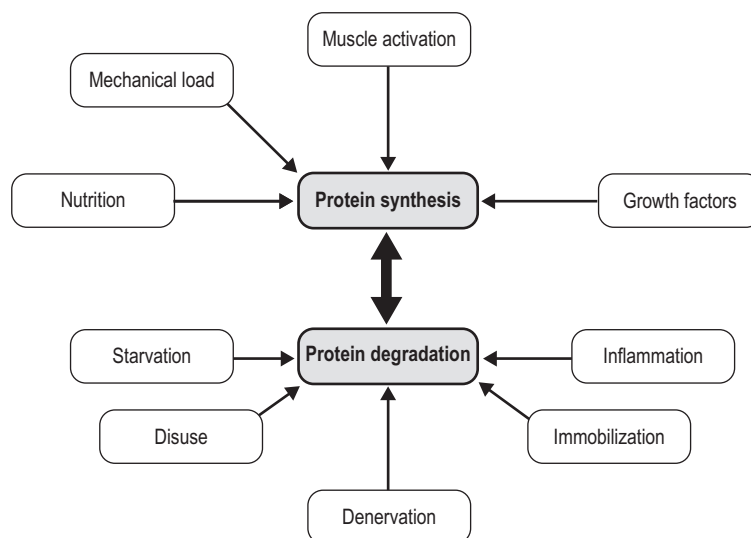 Muscle activation
Mechanical load
Nutrition
Protein synthesis
Growth factors
Starvation
Protein degradation
Inflammation
Disuse
Immobilization
Denervation